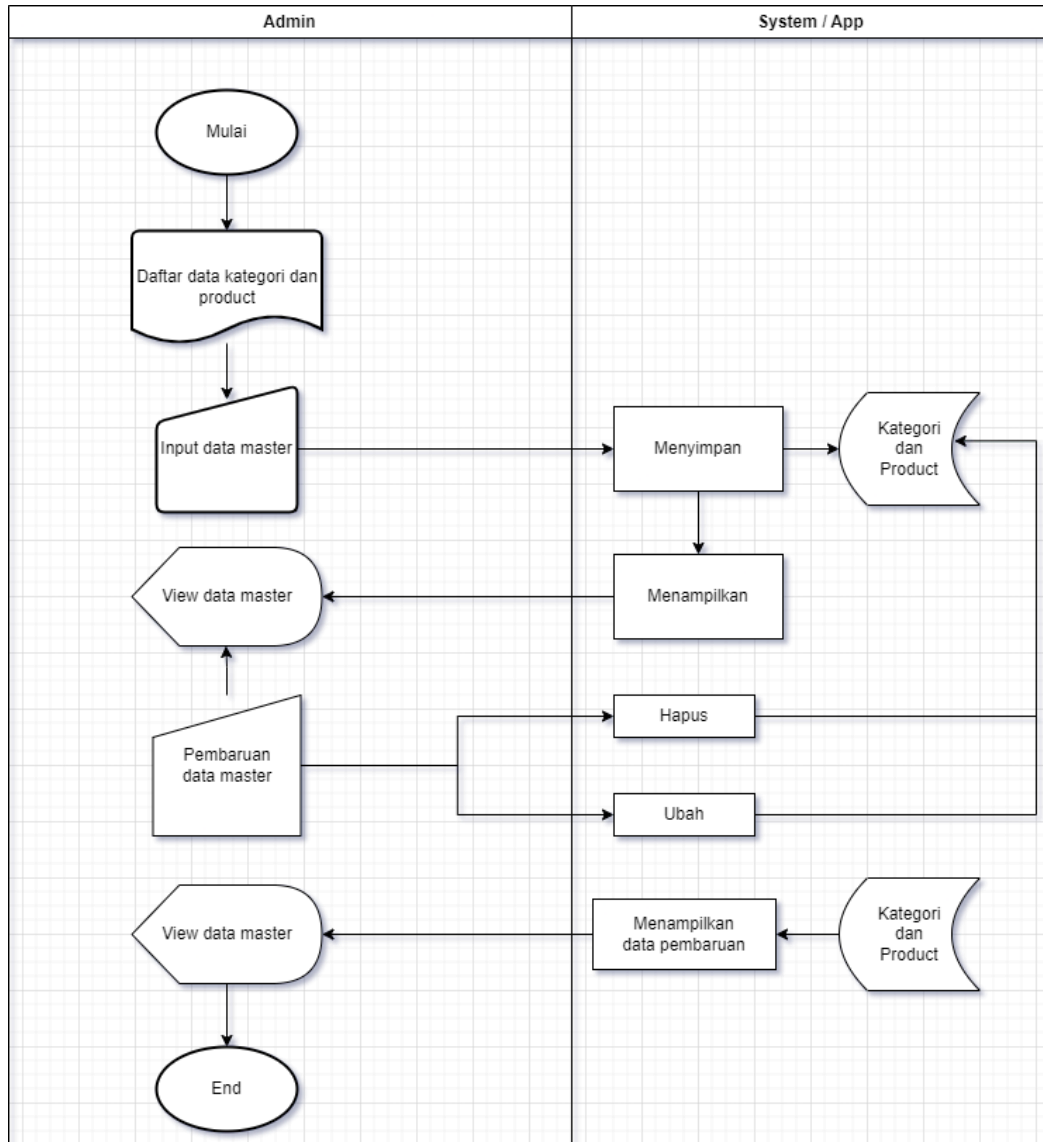 Admin
System / App
Mulai
Daftar data kategori dan
product
Input data master
Menyimpan
Kategori
dan
Product
View data master
Menampilkan
Pembaruan
data master
Hapus
Ubah
View data master
Menampilkan
data pembaruan
Kategori
dan
Product
End